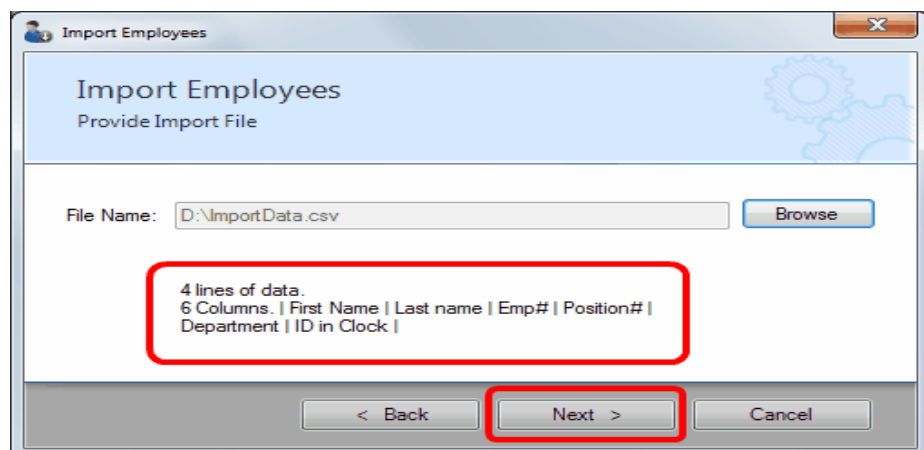 Import Employees
Import Employees
Provide Import File
File Name: D:\ImportData.csv Browse
4 lines of data.
6 Columns. | First Name | Last name | Emp# | Position# |
Department | ID in Clock |
< Back Next > Cancel